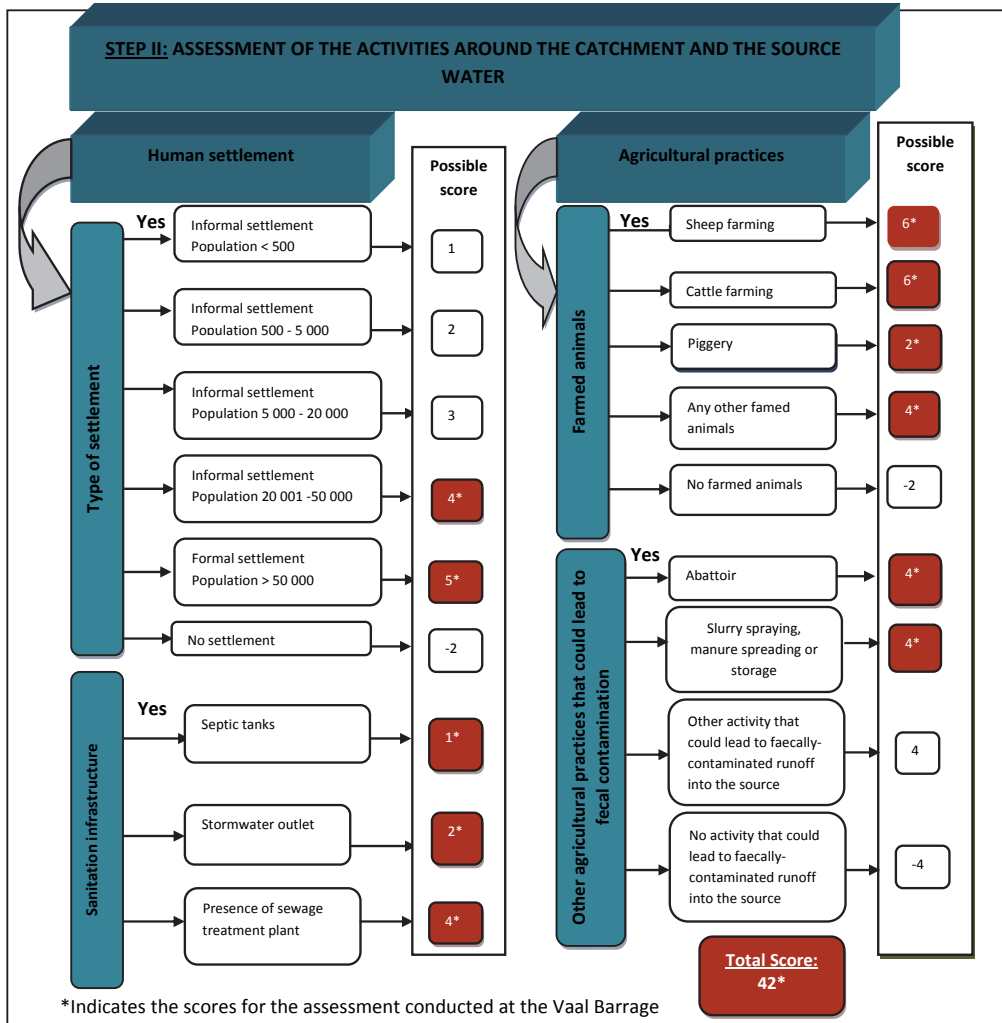 STEP II: ASSESSMENT OF THE ACTIVITIES AROUND THE CATCHMENT AND THE SOURCE
WATER
Human settlement
Possible
score
Type of settlement
Yes
Informal settlement
Population < 500
1
Informal settlement
Population 500 - 5 000
2
Informal settlement
Population 5 000 - 20 000
3
Informal settlement
Population 20 001 -50 000
4*
Formal settlement
Population > 50 000
5*
No settlement
-2
Sanitation infrastructure
Yes
Septic tanks
1*
Stormwater outlet
2*
Presence of sewage
treatment plant
4*
Agricultural practices
Possible
score
Farmed animals
Yes
Sheep farming
6*
Cattle farming
6*
Piggery
2*
Any other famed
animals
4*
No farmed animals
-2
Other agricultural practices that could lead to
fecal contamination
Yes
Abattoir
4*
Slurry spraying,
manure spreading or
storage
4*
Other activity that
could lead to faecally-
contaminated runoff
into the source
4
No activity that could
lead to faecally-
contaminated runoff
into the source
-4
Total Score:
42*
*Indicates the scores for the assessment conducted at the Vaal Barrage